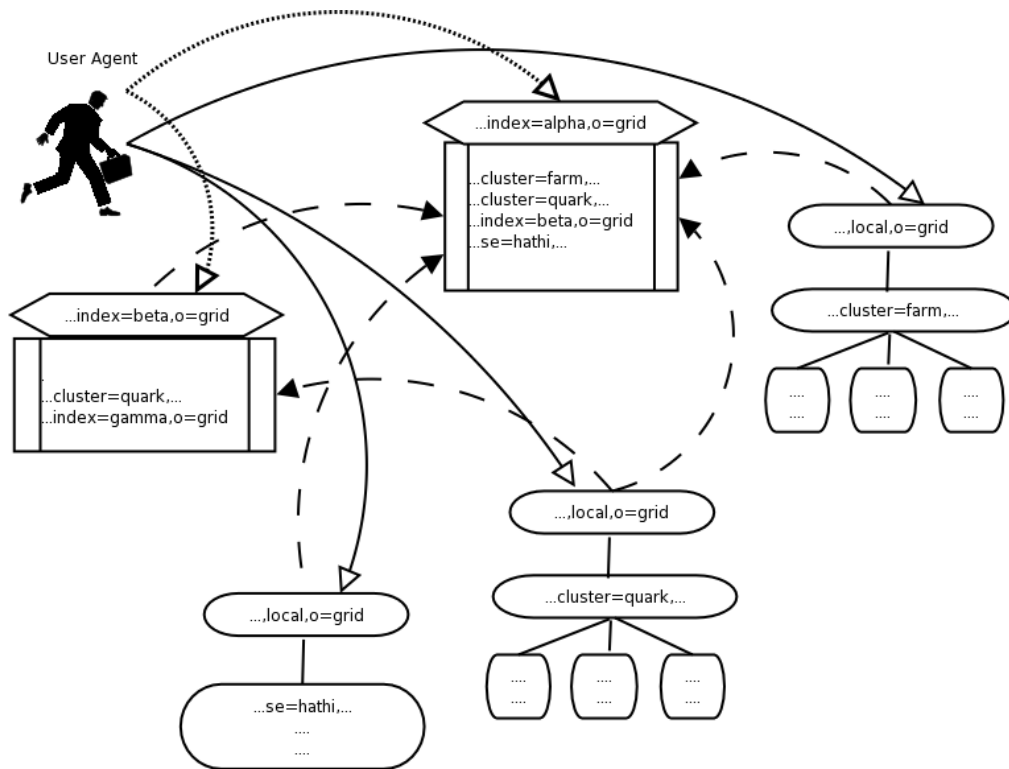 User Agent
...index=alpha,o=grid
...cluster=farm,...
...cluster=quark,...
...index=beta,o=grid
...se=hathi,...
...,local,o=grid
...cluster=farm,...
....
....
....
....
....
....
...index=beta,o=grid
.
...cluster=quark,...
...index=gamma,o=grid
...,local,o=grid
...cluster=quark,...
....
....
....
....
....
....
...,local,o=grid
...se=hathi,...
....
....